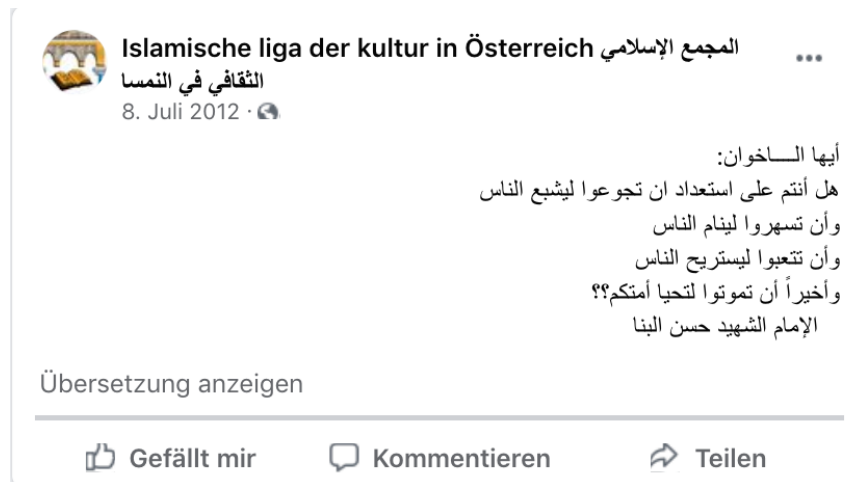 Islamische liga der kultur in Österreich المجمع الإسلامي
الثقافي في النمسا
8. Juli 2012 ·
أيها الـــاخوان:
هل أنتم على استعداد ان تجوعوا ليشبع الناس
وأن تسهروا لينام الناس
وأن تتعبوا ليستريح الناس
وأخيراً أن تموتوا لتحيا أمتكم؟؟
الإمام الشهيد حسن البنا
Übersetzung anzeigen
Gefällt mir Kommentieren Teilen